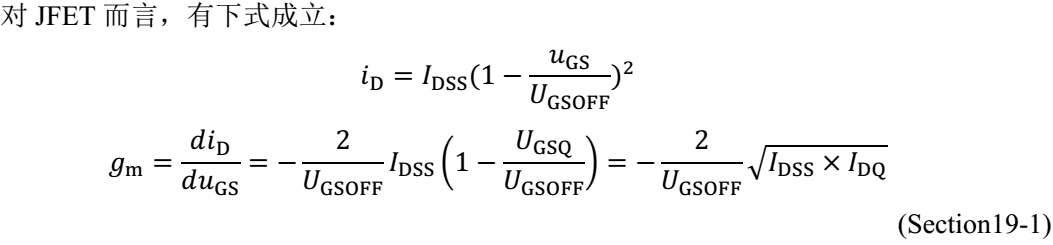 对 JFET 而言，有下式成立：
i_D = I_DSS(1 − u_GS/U_GSOFF)²
g_m = di_D/du_GS = −2/U_GSOFF I_DSS (1 − U_GSQ/U_GSOFF) = −2/U_GSOFF √(I_DSS × I_DQ)
(Section19-1)